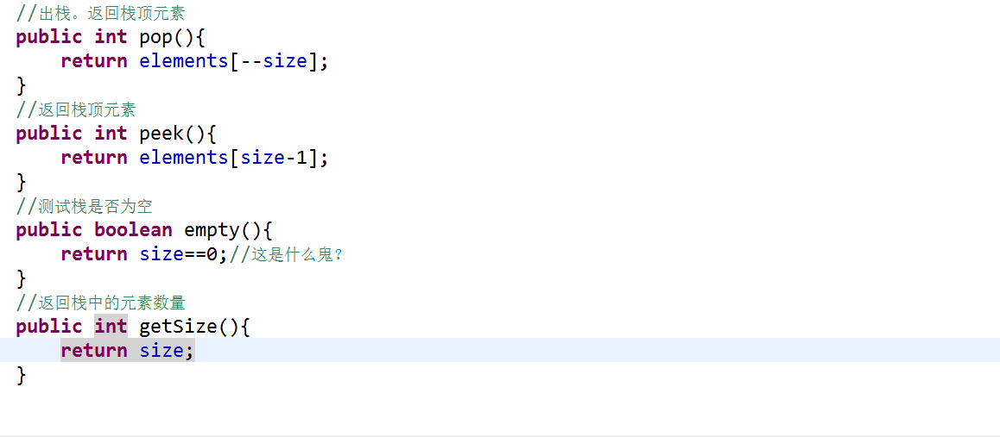 //出栈。返回栈顶元素
public int pop(){
    return elements[--size];
}
//返回栈顶元素
public int peek(){
    return elements[size-1];
}
//测试栈是否为空
public boolean empty(){
    return size==0;//这是什么鬼?
}
//返回栈中的元素数量
public int getSize(){
    return size;
}